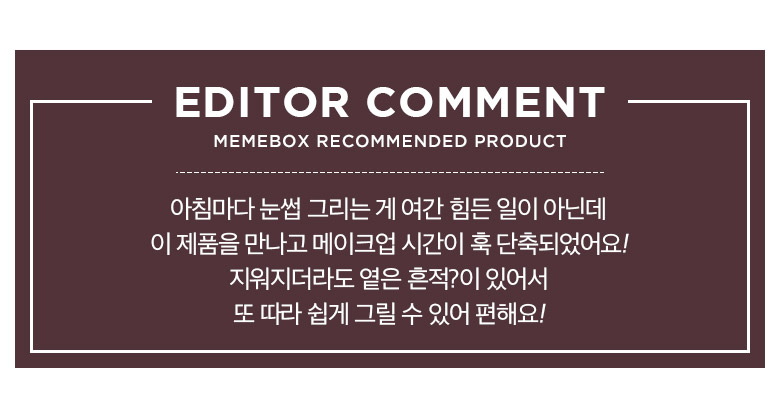 EDITOR COMMENT
MEMEBOX RECOMMENDED PRODUCT
아침마다 눈썹 그리는 게 여간 힘든 일이 아닌데
이 제품을 만나고 메이크업 시간이 훅 단축되었어요!
지워지더라도 옅은 흔적?이 있어서
또 따라 쉽게 그릴 수 있어 편해요!